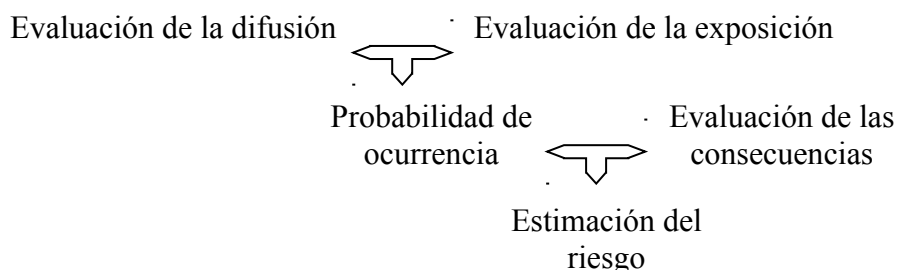 Evaluación de la difusión
Evaluación de la exposición
Probabilidad de
ocurrencia
Evaluación de las
consecuencias
Estimación del
riesgo